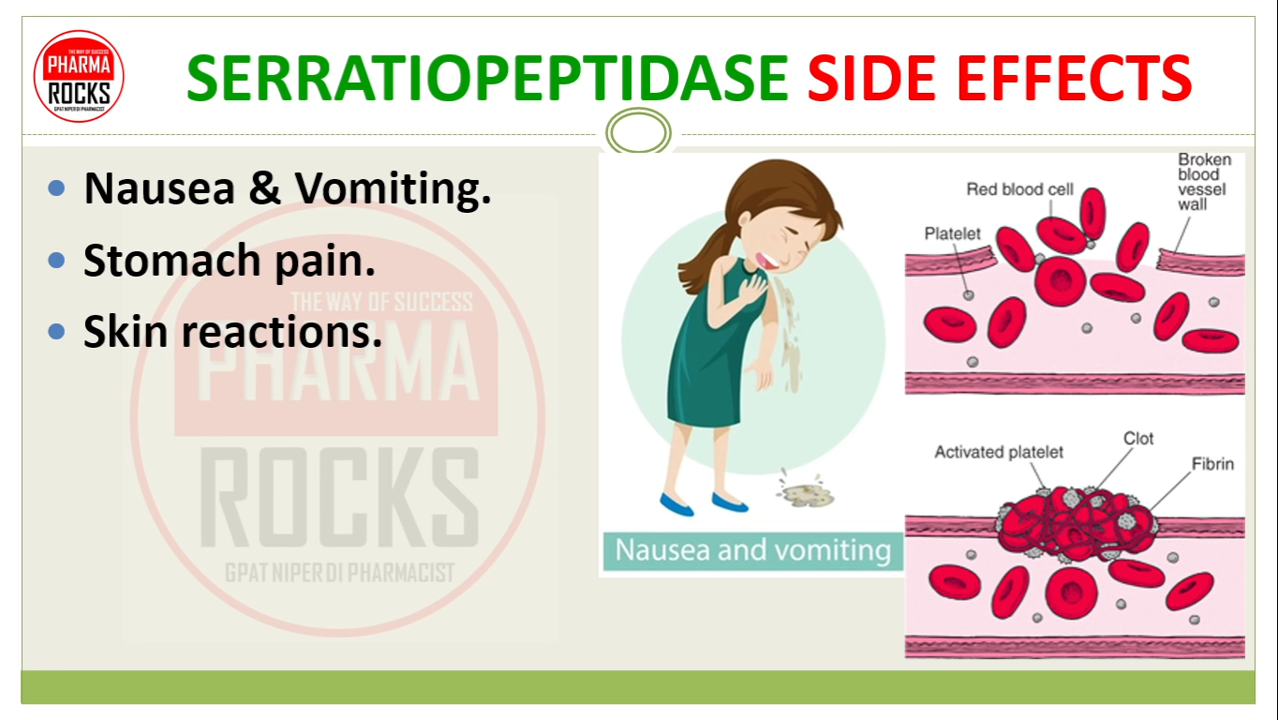 THE WAY OF SUCCESS
PHARMA
ROCKS
GPAT NIPER DI PHARMACIST
SERRATIOPEPTIDASE SIDE EFFECTS
• Nausea & Vomiting.
• Stomach pain.
• Skin reactions.
THE WAY OF SUCCESS
PHARMA
ROCKS
GPAT NIPER DI PHARMACIST
Nausea and vomiting
Broken
blood
vessel
wall
Red blood cell
Platelet
Clot
Activated platelet
Fibrin